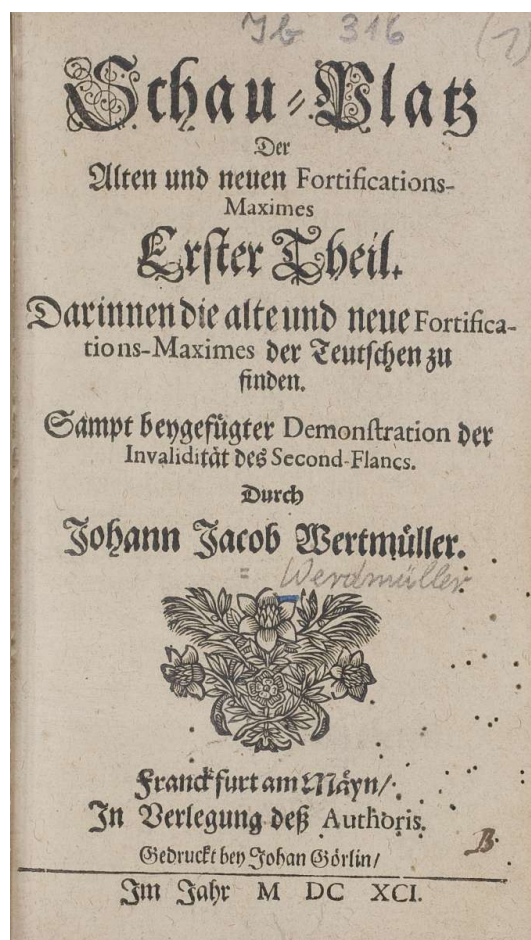 Jb 316 (1)
Schau-Platz
Der
Alten und neuen Fortifications-
Maximes
Erster Theil.
Darinnen die alte und neue Fortifica-
tions-Maximes der Teutschen zu
finden.
Sampt beygefügter Demonstration der
Invalidität des Second-Flancs.
Durch
Johann Jacob Wertmüller.
= Werdmüller
Franckfurt am Mäyn/
In Verlegung deß Authoris.
Gedruckt bey Johan Görlin/
Im Jahr M DC XCI.
B.